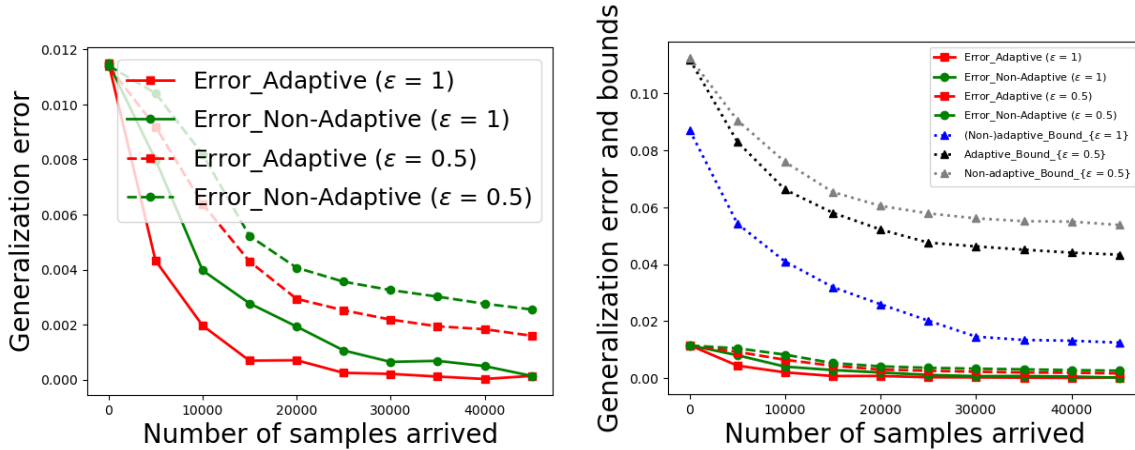 0.012
0.010
0.008
0.006
0.004
0.002
0.000
Generalization error
Error_Adaptive (ε = 1)
Error_Non-Adaptive (ε = 1)
Error_Adaptive (ε = 0.5)
Error_Non-Adaptive (ε = 0.5)
0 10000 20000 30000 40000
Number of samples arrived
0.10
0.08
0.06
0.04
0.02
0.00
Generalization error and bounds
Error_Adaptive (ε = 1)
Error_Non-Adaptive (ε = 1)
Error_Adaptive (ε = 0.5)
Error_Non-Adaptive (ε = 0.5)
(Non-)adaptive_Bound_{ε = 1}
Adaptive_Bound_{ε = 0.5}
Non-adaptive_Bound_{ε = 0.5}
0 10000 20000 30000 40000
Number of samples arrived